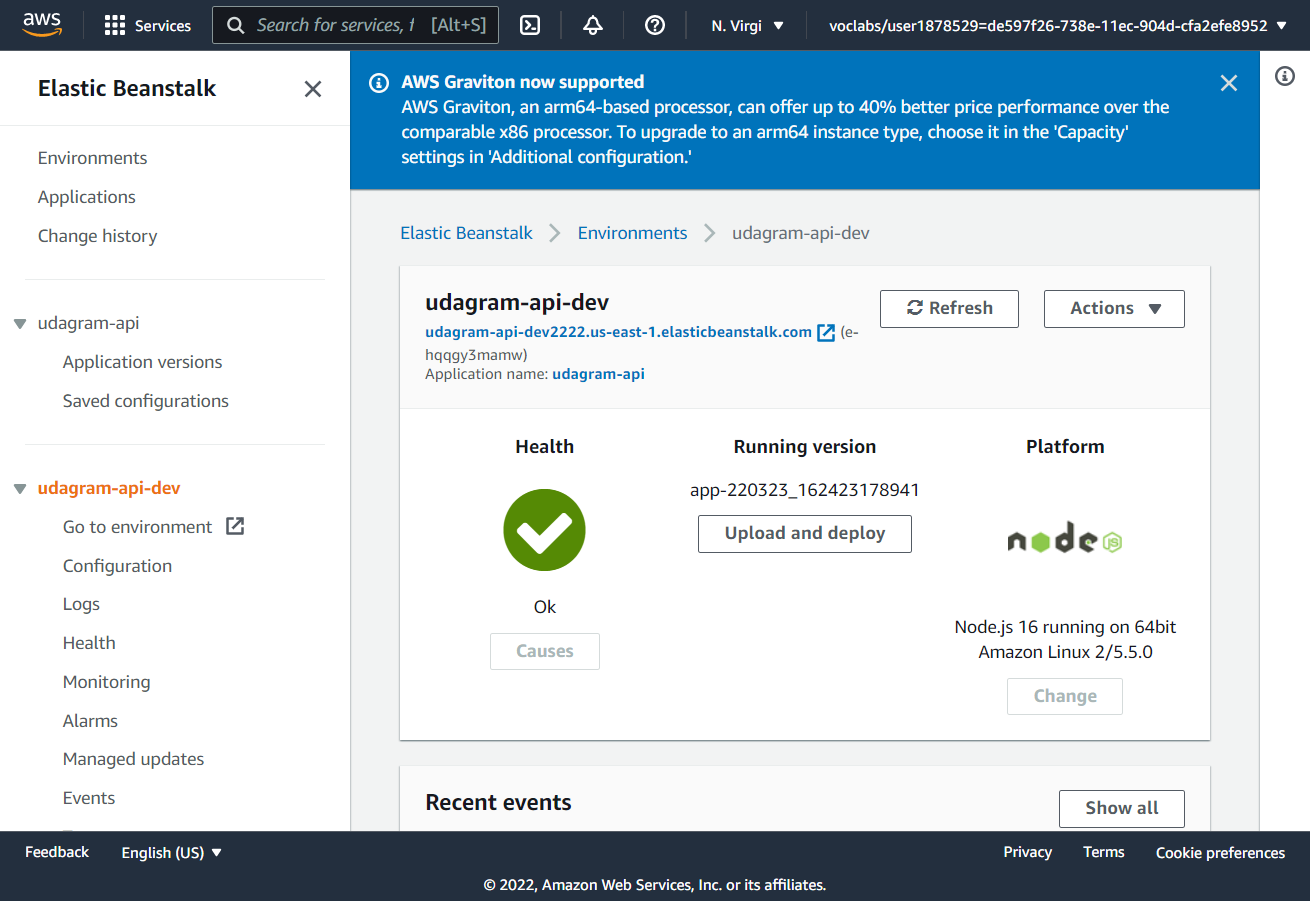 aws
Services
Search for services, f [Alt+S]
N. Virgi
voclabs/user1878529=de597f26-738e-11ec-904d-cfa2efe8952
Elastic Beanstalk
Environments
Applications
Change history
udagram-api
Application versions
Saved configurations
udagram-api-dev
Go to environment
Configuration
Logs
Health
Monitoring
Alarms
Managed updates
Events
AWS Graviton now supported
AWS Graviton, an arm64-based processor, can offer up to 40% better price performance over the
comparable x86 processor. To upgrade to an arm64 instance type, choose it in the 'Capacity'
settings in 'Additional configuration.'
Elastic Beanstalk
Environments
udagram-api-dev
udagram-api-dev
Refresh
Actions
udagram-api-dev2222.us-east-1.elasticbeanstalk.com (e-
hqqgy3mamw)
Application name: udagram-api
Health
Ok
Causes
Running version
app-220323_162423178941
Upload and deploy
Platform
node JS
Node.js 16 running on 64bit
Amazon Linux 2/5.5.0
Change
Recent events
Show all
Feedback
English (US)
Privacy
Terms
Cookie preferences
© 2022, Amazon Web Services, Inc. or its affiliates.